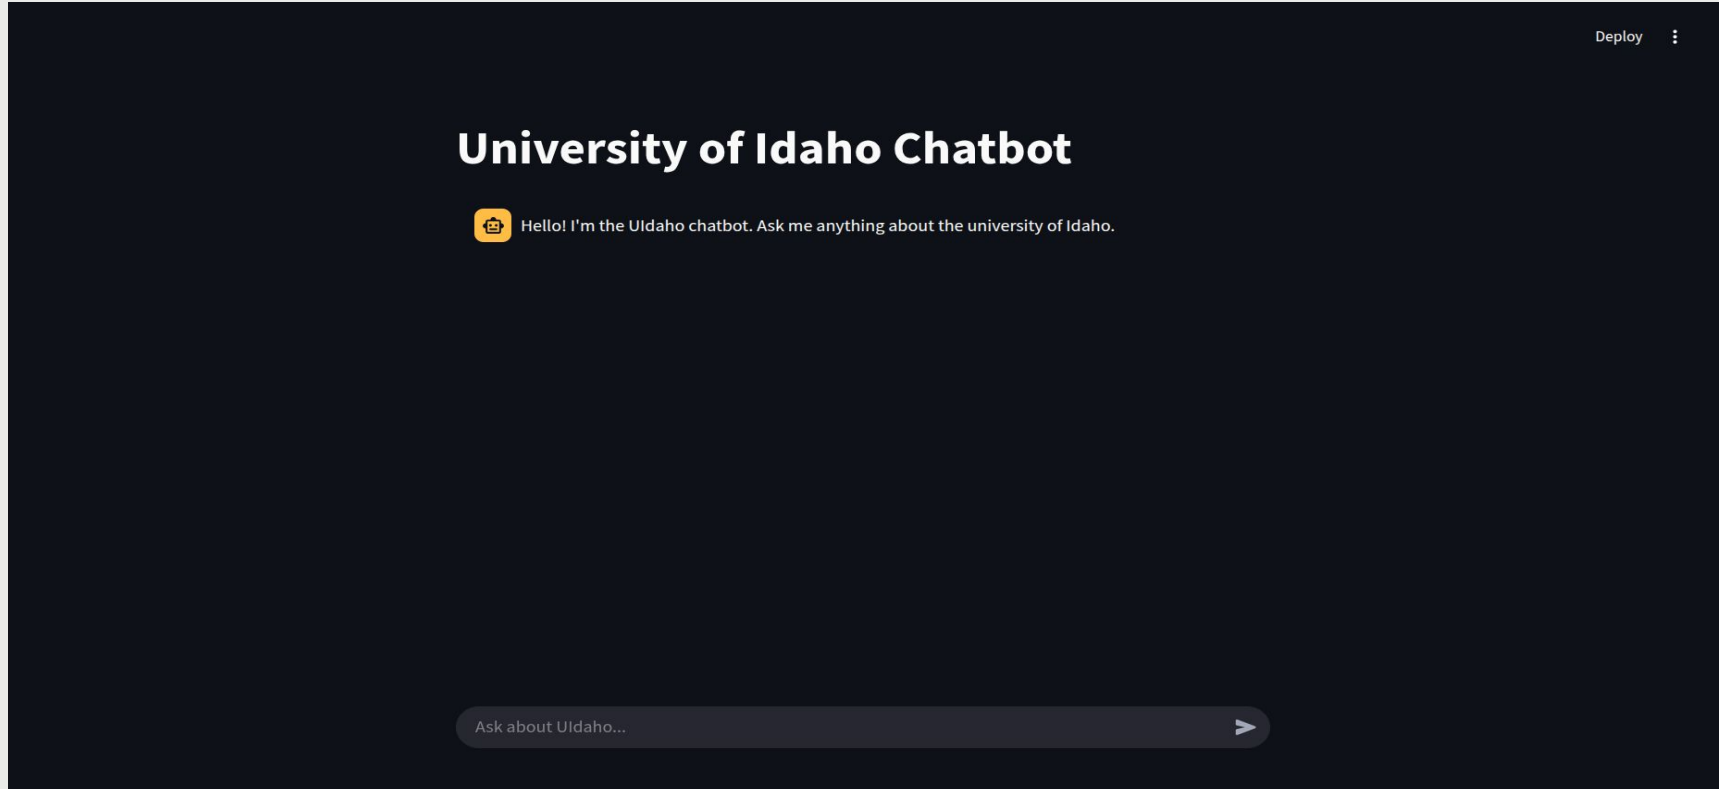 Deploy
University of Idaho Chatbot
Hello! I'm the UIdaho chatbot. Ask me anything about the university of Idaho.
Ask about UIdaho...